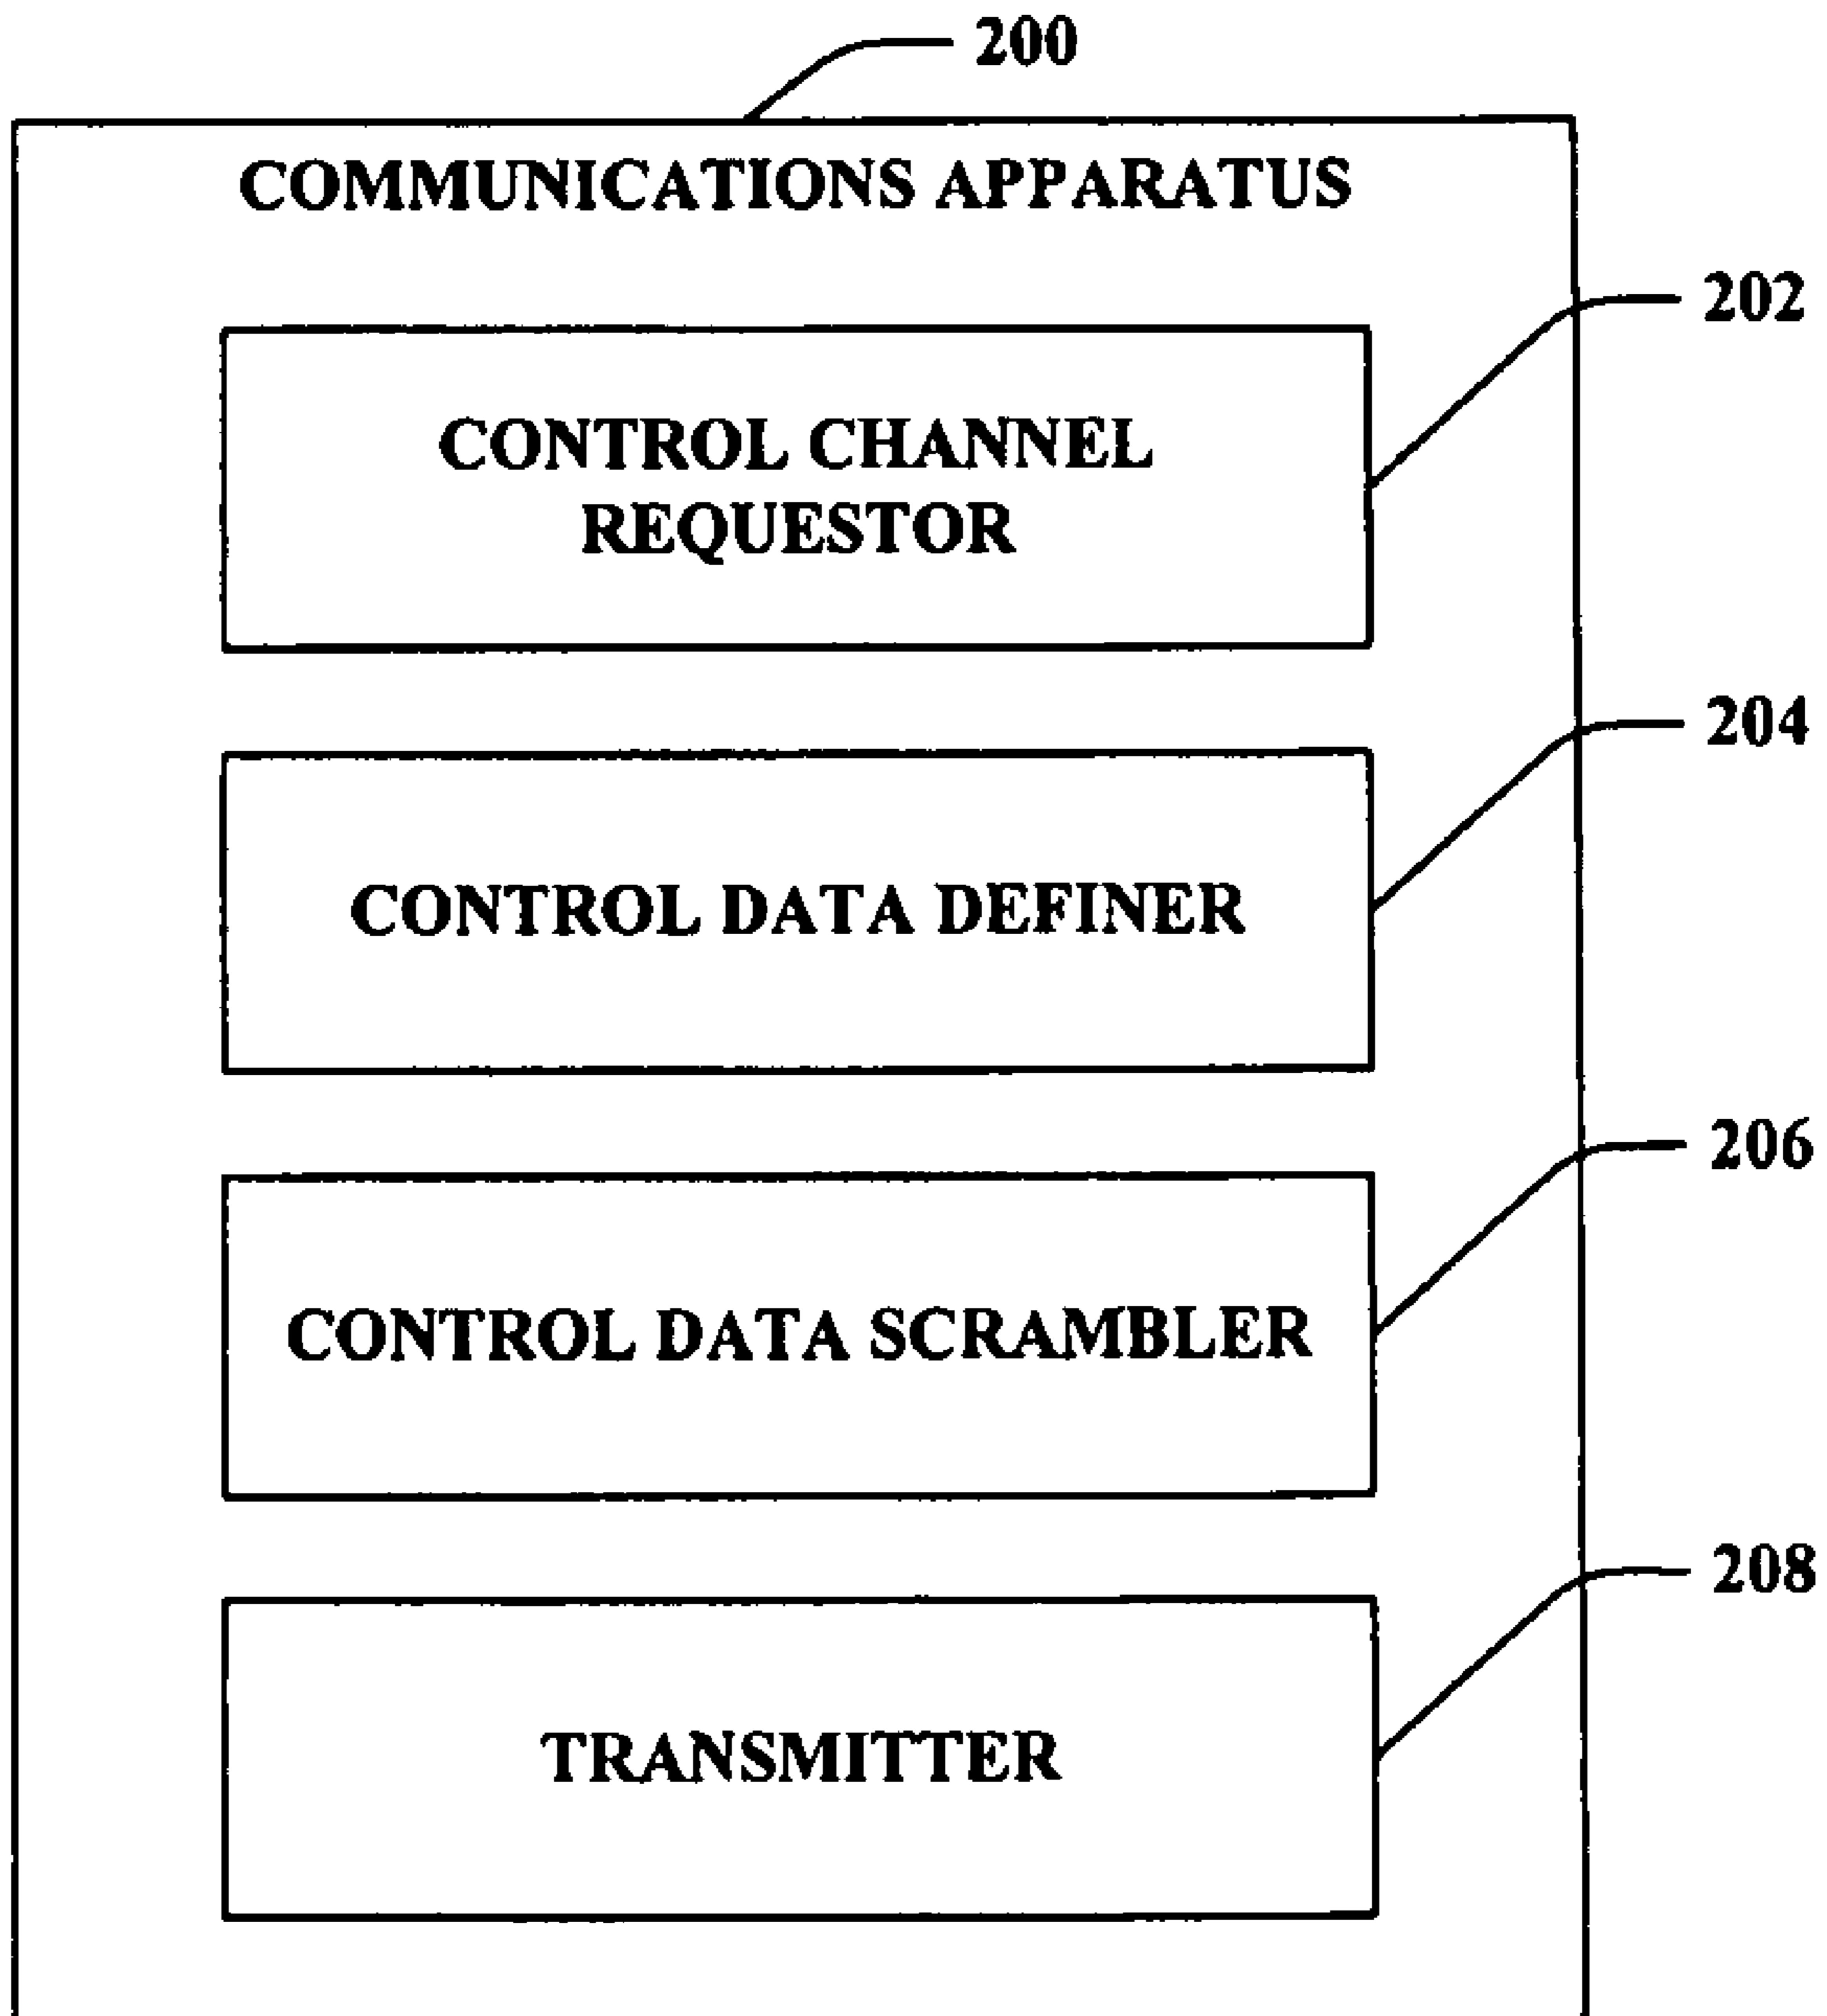 200
COMMUNICATIONS APPARATUS
202
CONTROL CHANNEL
REQUESTOR
204
CONTROL DATA DEFINER
206
CONTROL DATA SCRAMBLER
208
TRANSMITTER